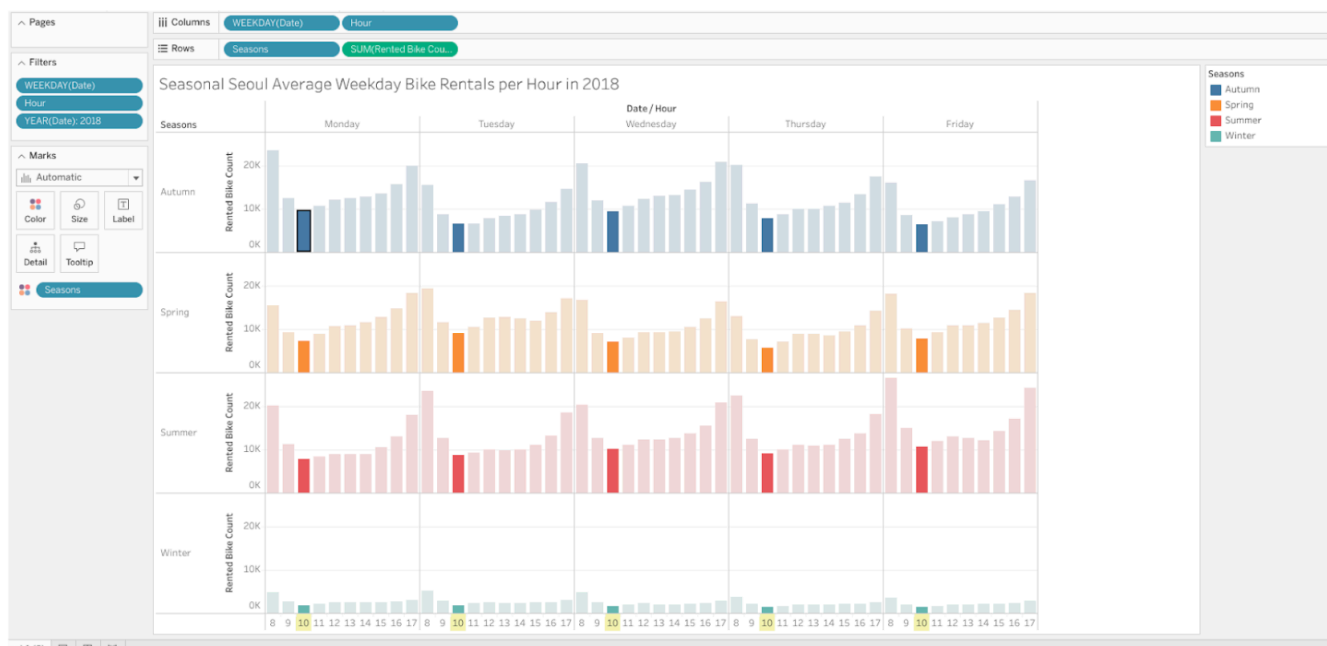 Pages
Columns WEEKDAY(Date) Hour
Rows Seasons SUM(Rented Bike Cou...
Filters
WEEKDAY(Date)
Hour
YEAR(Date): 2018
Marks
Automatic
Color Size Label
Detail Tooltip
Seasons
Seasonal Seoul Average Weekday Bike Rentals per Hour in 2018
Date / Hour
Seasons Monday Tuesday Wednesday Thursday Friday
Autumn
Rented Bike Count
20K
10K
0K
Spring
Rented Bike Count
20K
10K
0K
Summer
Rented Bike Count
20K
10K
0K
Winter
Rented Bike Count
20K
10K
0K
8 9 10 11 12 13 14 15 16 17 8 9 10 11 12 13 14 15 16 17 8 9 10 11 12 13 14 15 16 17 8 9 10 11 12 13 14 15 16 17 8 9 10 11 12 13 14 15 16 17
Seasons
Autumn
Spring
Summer
Winter